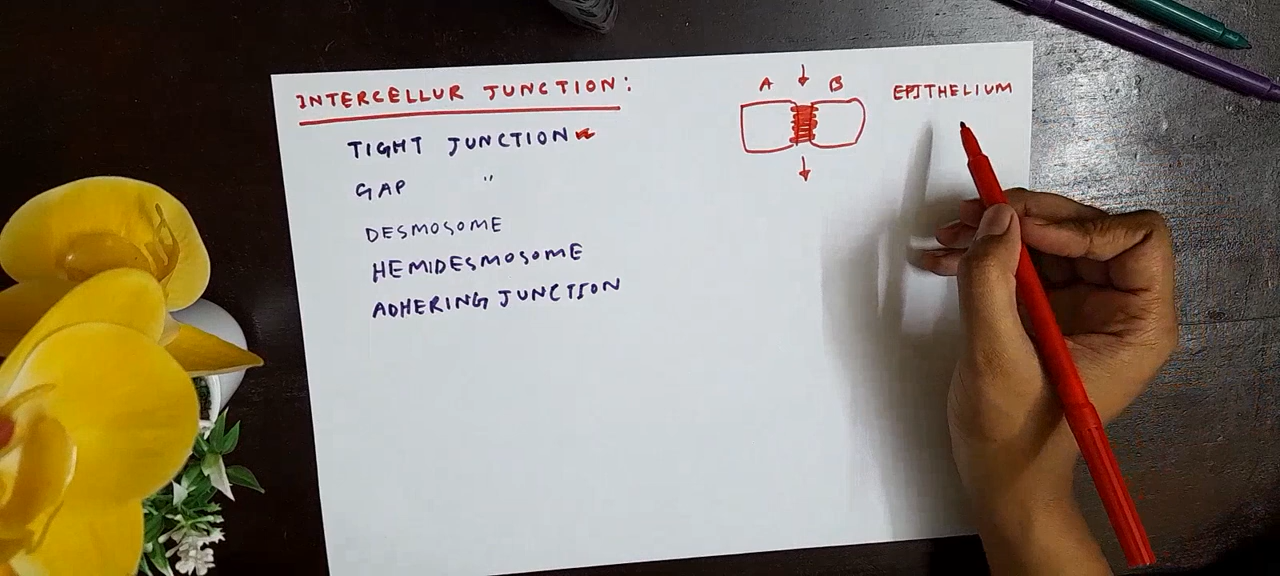 INTERCELLUR JUNCTION:
TIGHT JUNCTION
GAP "
DESMOSOME
HEMIDESMOSOME
ADHERING JUNCTION
A B
EPITHELIUM